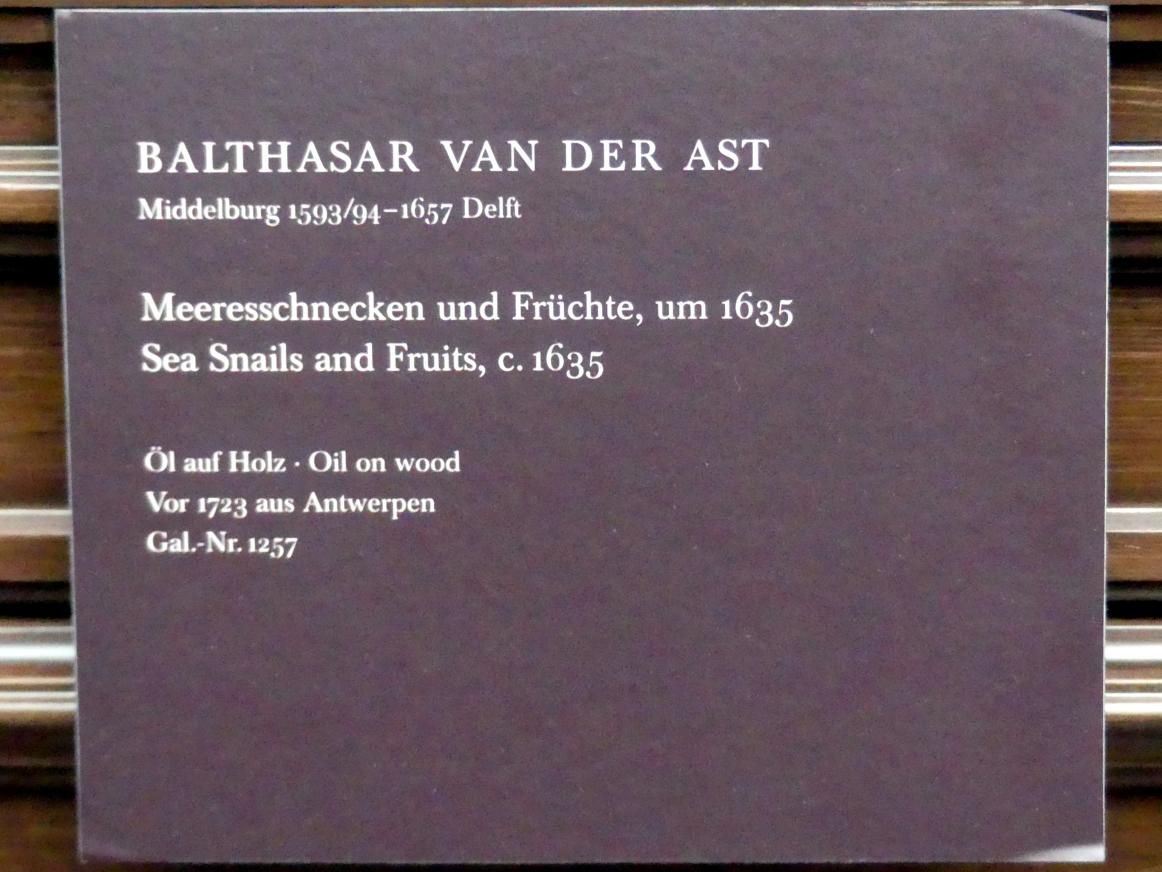 BALTHASAR VAN DER AST
Middelburg 1593/94–1657 Delft
Meeresschnecken und Früchte, um 1635
Sea Snails and Fruits, c. 1635
Öl auf Holz · Oil on wood
Vor 1723 aus Antwerpen
Gal.-Nr. 1257